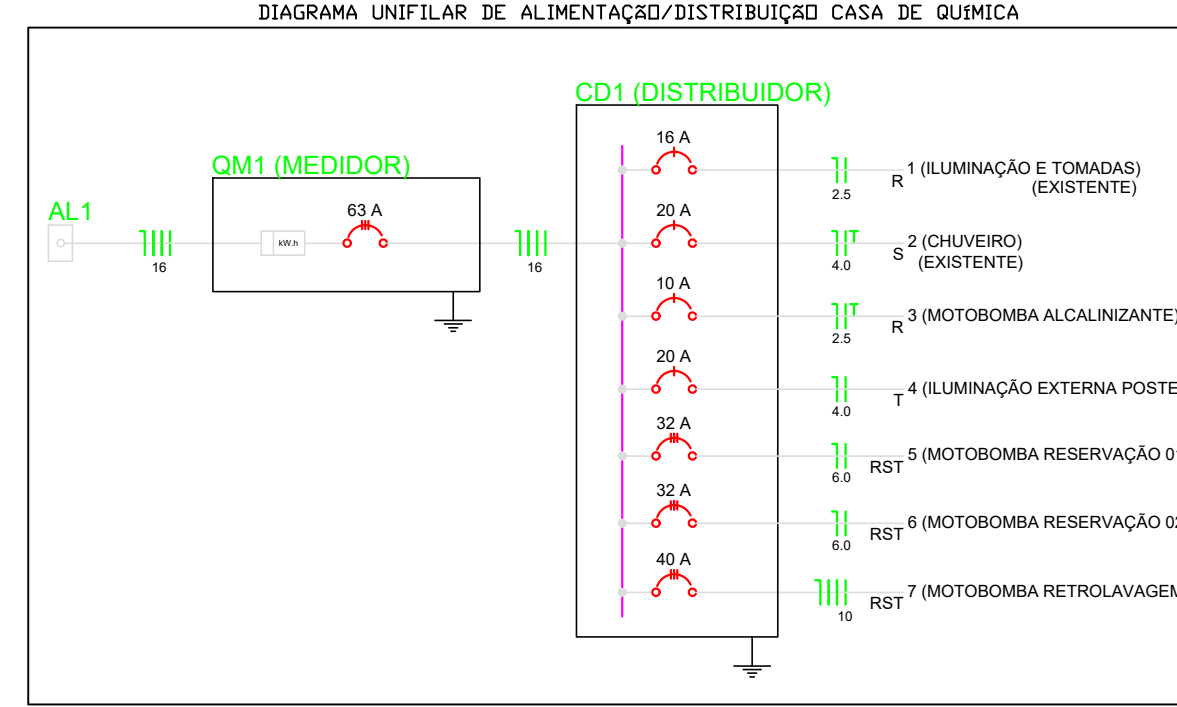 DIAGRAMA UNIFILAR DE ALIMENTAÇÃO/DISTRIBUIÇÃO CASA DE QUÍMICA
CD1 (DISTRIBUIDOR)
QM1 (MEDIDOR)
AL1
16
kW.h
63 A
16
16 A
2.5
R
1 (ILUMINAÇÃO E TOMADAS)
(EXISTENTE)
20 A
4.0
S
2 (CHUVEIRO)
(EXISTENTE)
10 A
2.5
R
3 (MOTOBOMBA ALCALINIZANTE)
20 A
4.0
T
4 (ILUMINAÇÃO EXTERNA POSTE
32 A
6.0
RST
5 (MOTOBOMBA RESERVAÇÃO 01
32 A
6.0
RST
6 (MOTOBOMBA RESERVAÇÃO 02
40 A
10
RST
7 (MOTOBOMBA RETROLAVAGEM